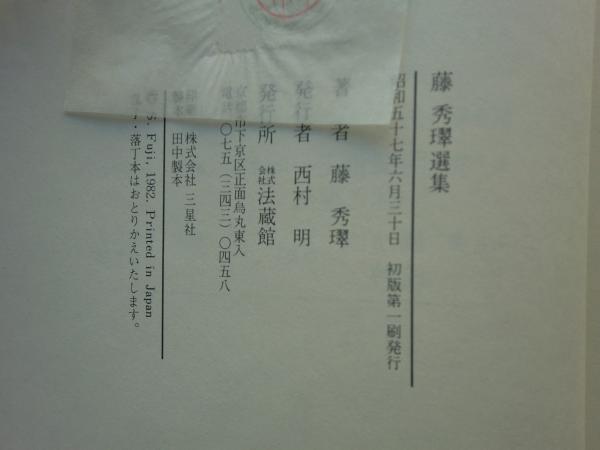 藤 秀璻選集
昭和五十七年六月三十日 初版第一刷発行
著 者 藤 秀璻
発行者 西村 明
発行所 株式会社 法蔵館
京都市下京区正面烏丸東入
電話〇七五(三四三)〇四五八
印刷 株式会社 三星社
製本 田中製本
© S. Fuji, 1982. Printed in Japan
乱丁・落丁本はおとりかえいたします。